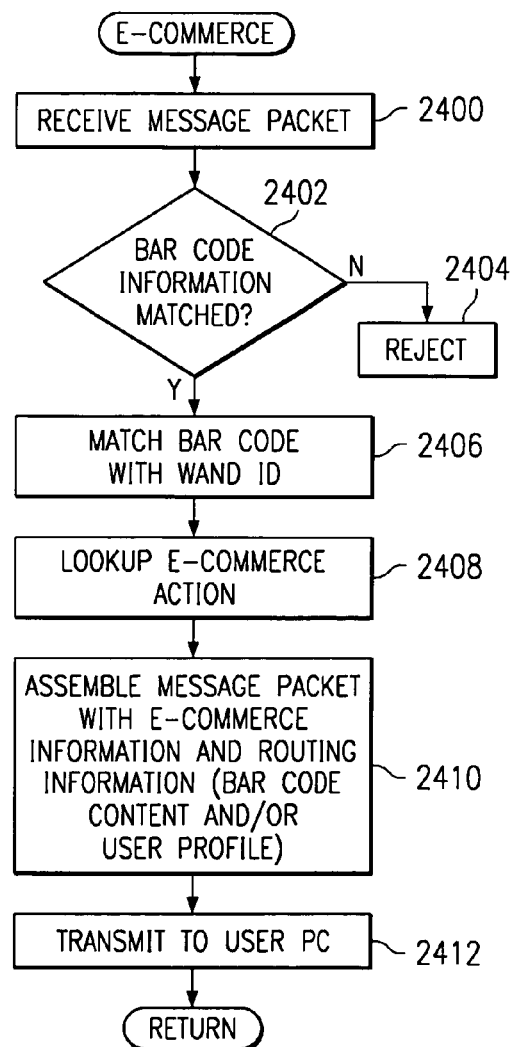 E-COMMERCE
RECEIVE MESSAGE PACKET
2400
2402
BAR CODE
INFORMATION
MATCHED?
N
2404
REJECT
Y
MATCH BAR CODE
WITH WAND ID
2406
LOOKUP E-COMMERCE
ACTION
2408
ASSEMBLE MESSAGE PACKET
WITH E-COMMERCE
INFORMATION AND ROUTING
INFORMATION (BAR CODE
CONTENT AND/OR
USER PROFILE)
2410
TRANSMIT TO USER PC
2412
RETURN